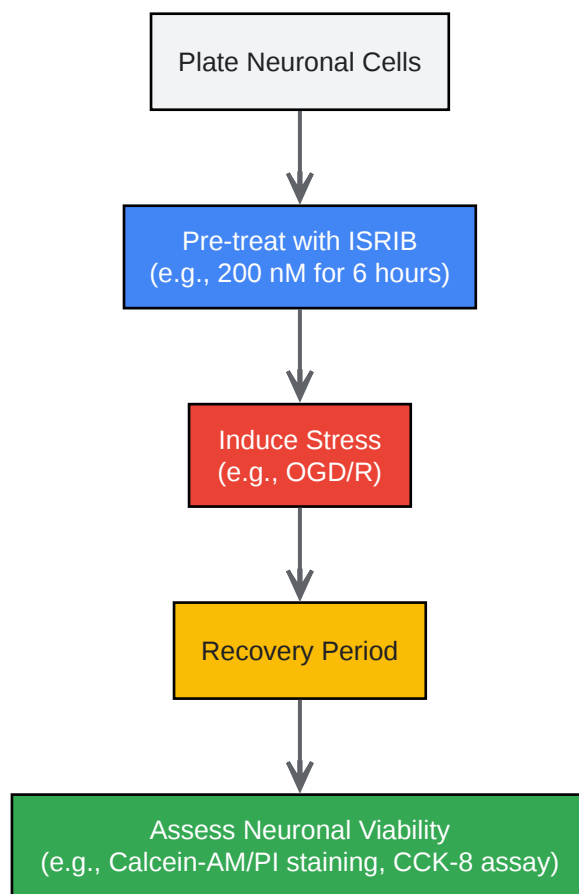 Plate Neuronal Cells
Pre-treat with ISRIB
(e.g., 200 nM for 6 hours)
Induce Stress
(e.g., OGD/R)
Recovery Period
Assess Neuronal Viability
(e.g., Calcein-AM/PI staining, CCK-8 assay)